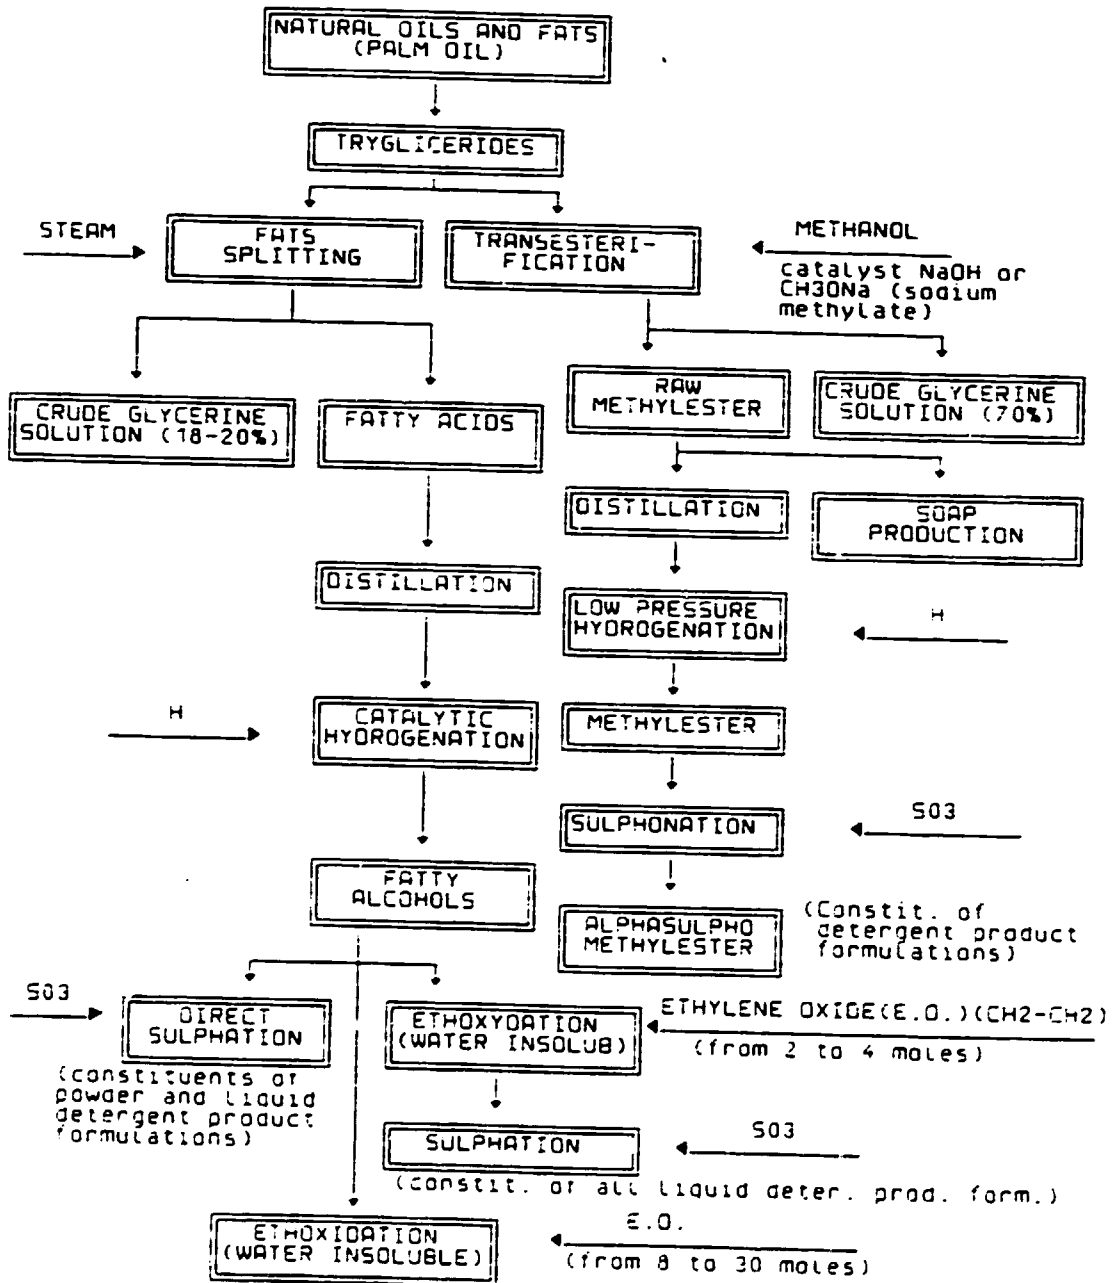 NATURAL OILS AND FATS
(PALM OIL)
TRYGLICERIDES
STEAM
FATS
SPLITTING
TRANSESTERI-
FICATION
METHANOL
catalyst NaOH or
CH3ONa (sodium
methylate)
CRUDE GLYCERINE
SOLUTION (18-20%)
FATTY ACIDS
RAW
METHYLESTER
CRUDE GLYCERINE
SOLUTION (70%)
DISTILLATION
SOAP
PRODUCTION
DISTILLATION
LOW PRESSURE
HYDROGENATION
H
H
CATALYTIC
HYDROGENATION
METHYLESTER
SULPHONATION
SO3
FATTY
ALCOHOLS
ALPHASULPHO
METHYLESTER
(Constit. of
detergent product
formulations)
SO3
DIRECT
SULPHATION
(constituents of
powder and liquid
detergent product
formulations)
ETHOXYDATION
(WATER INSOLUB)
ETHYLENE OXIDE(E.O.)(CH2-CH2)
(from 2 to 4 moles)
SULPHATION
SO3
(constit. of all liquid deter. prod. form.)
ETHOXIDATION
(WATER INSOLUBLE)
E.O.
(from 8 to 30 moles)